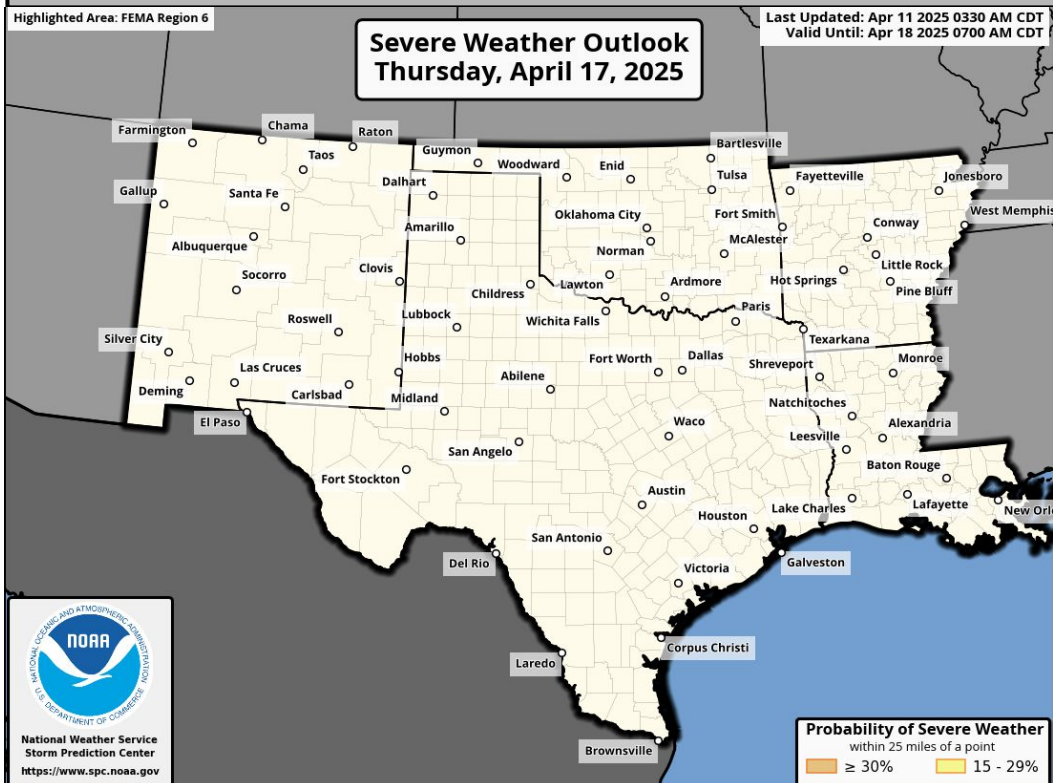 Highlighted Area: FEMA Region 6
Severe Weather Outlook
Thursday, April 17, 2025
Last Updated: Apr 11 2025 0330 AM CDT
Valid Until: Apr 18 2025 0700 AM CDT
Farmington
Chama
Raton
Taos
Guymon
Woodward
Enid
Bartlesville
Gallup
Santa Fe
Dalhart
Tulsa
Fayetteville
Jonesboro
Albuquerque
Amarillo
Oklahoma City
Fort Smith
Conway
West Memphis
Norman
McAlester
Socorro
Clovis
Childress
Lawton
Ardmore
Hot Springs
Little Rock
Pine Bluff
Roswell
Lubbock
Wichita Falls
Paris
Texarkana
Silver City
Las Cruces
Hobbs
Fort Worth
Dallas
Shreveport
Monroe
Deming
Carlsbad
Midland
Abilene
Natchitoches
El Paso
San Angelo
Waco
Leesville
Alexandria
Fort Stockton
Baton Rouge
Austin
Houston
Lake Charles
Lafayette
New Orl
Del Rio
San Antonio
Galveston
Victoria
Laredo
Corpus Christi
Brownsville
NATIONAL OCEANIC AND ATMOSPHERIC ADMINISTRATION
NOAA
U.S. DEPARTMENT OF COMMERCE
National Weather Service
Storm Prediction Center
https://www.spc.noaa.gov
Probability of Severe Weather
within 25 miles of a point
≥ 30%
15 - 29%